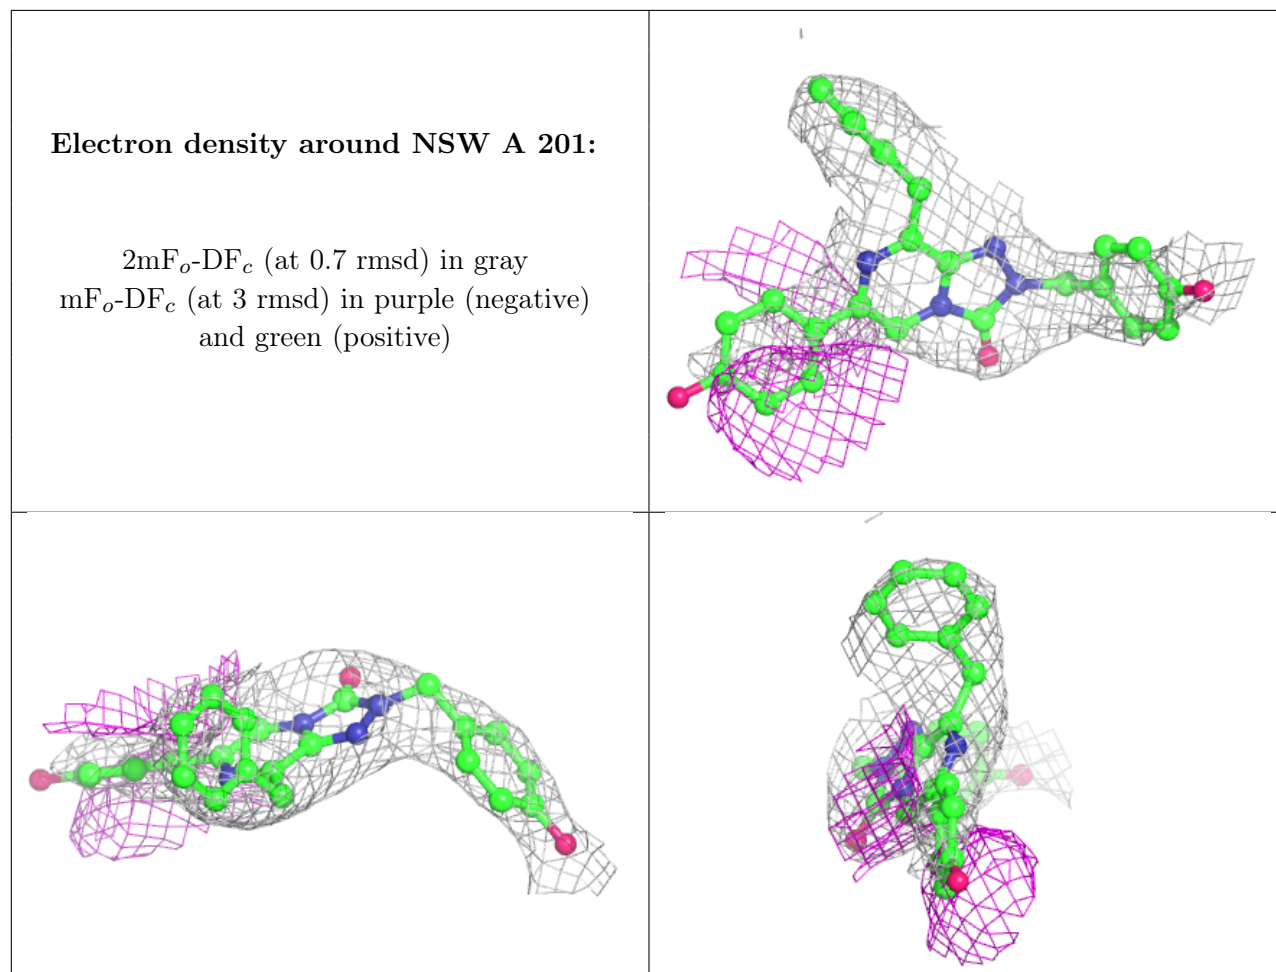 Electron density around NSW A 201:
2mFo-DFc (at 0.7 rmsd) in gray
mFo-DFc (at 3 rmsd) in purple (negative)
and green (positive)